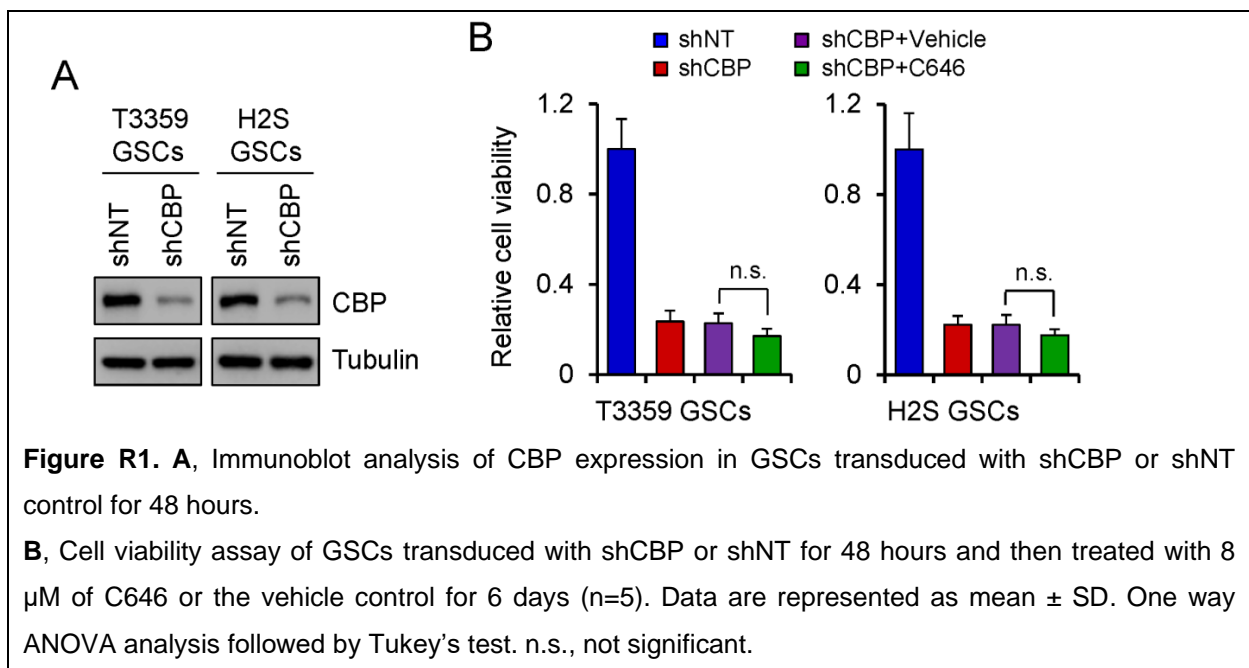 A
T3359 GSCs
H2S GSCs
shNT
shCBP
shNT
shCBP
CBP
Tubulin
B
shNT
shCBP
shCBP+Vehicle
shCBP+C646
Relative cell viability
1.2
0.8
0.4
0
n.s.
T3359 GSCs
1.2
0.8
0.4
0
n.s.
H2S GSCs
Figure R1. A, Immunoblot analysis of CBP expression in GSCs transduced with shCBP or shNT
control for 48 hours.
B, Cell viability assay of GSCs transduced with shCBP or shNT for 48 hours and then treated with 8
µM of C646 or the vehicle control for 6 days (n=5). Data are represented as mean ± SD. One way
ANOVA analysis followed by Tukey’s test. n.s., not significant.